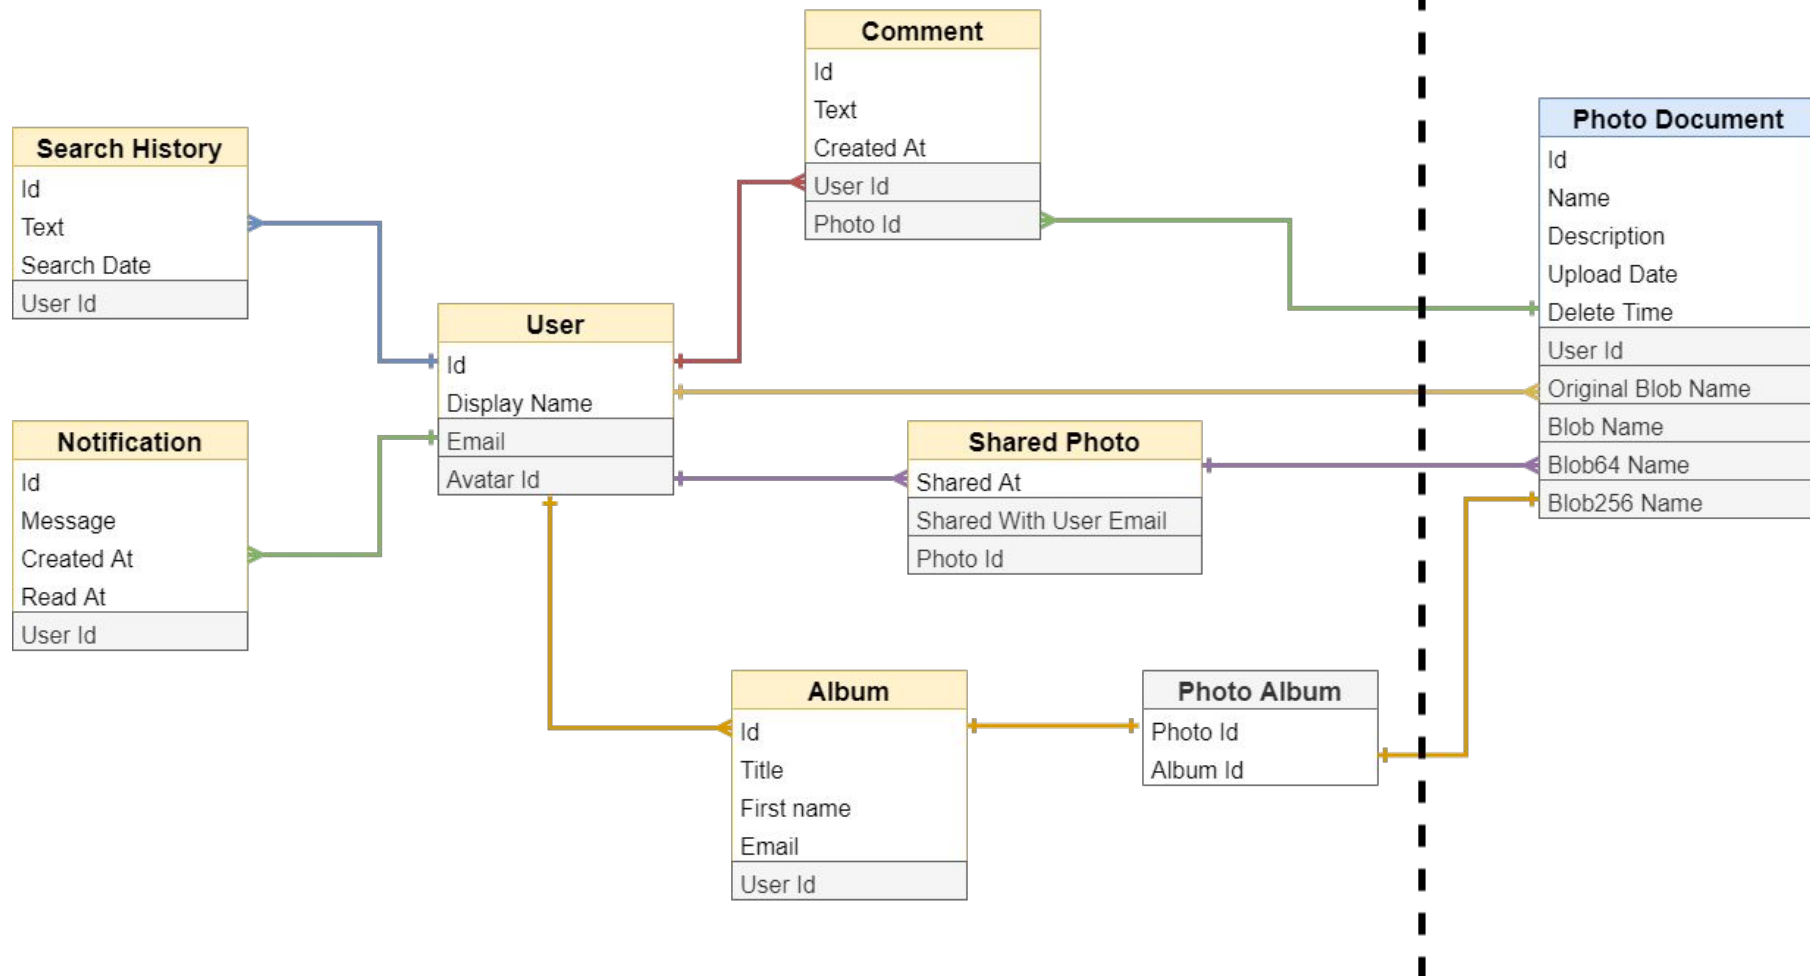 Comment
Id
Text
Created At
User Id
Photo Id
Photo Document
Id
Name
Description
Upload Date
Delete Time
User Id
Original Blob Name
Blob Name
Blob64 Name
Blob256 Name
Search History
Id
Text
Search Date
User Id
User
Id
Display Name
Email
Avatar Id
Notification
Id
Message
Created At
Read At
User Id
Shared Photo
Shared At
Shared With User Email
Photo Id
Album
Id
Title
First name
Email
User Id
Photo Album
Photo Id
Album Id